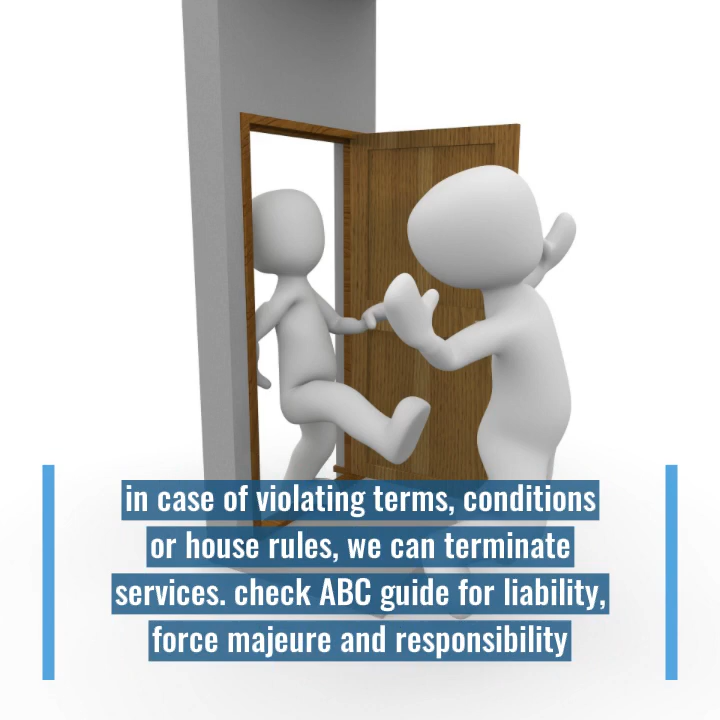 in case of violating terms, conditions
or house rules, we can terminate
services. check ABC guide for liability,
force majeure and responsibility